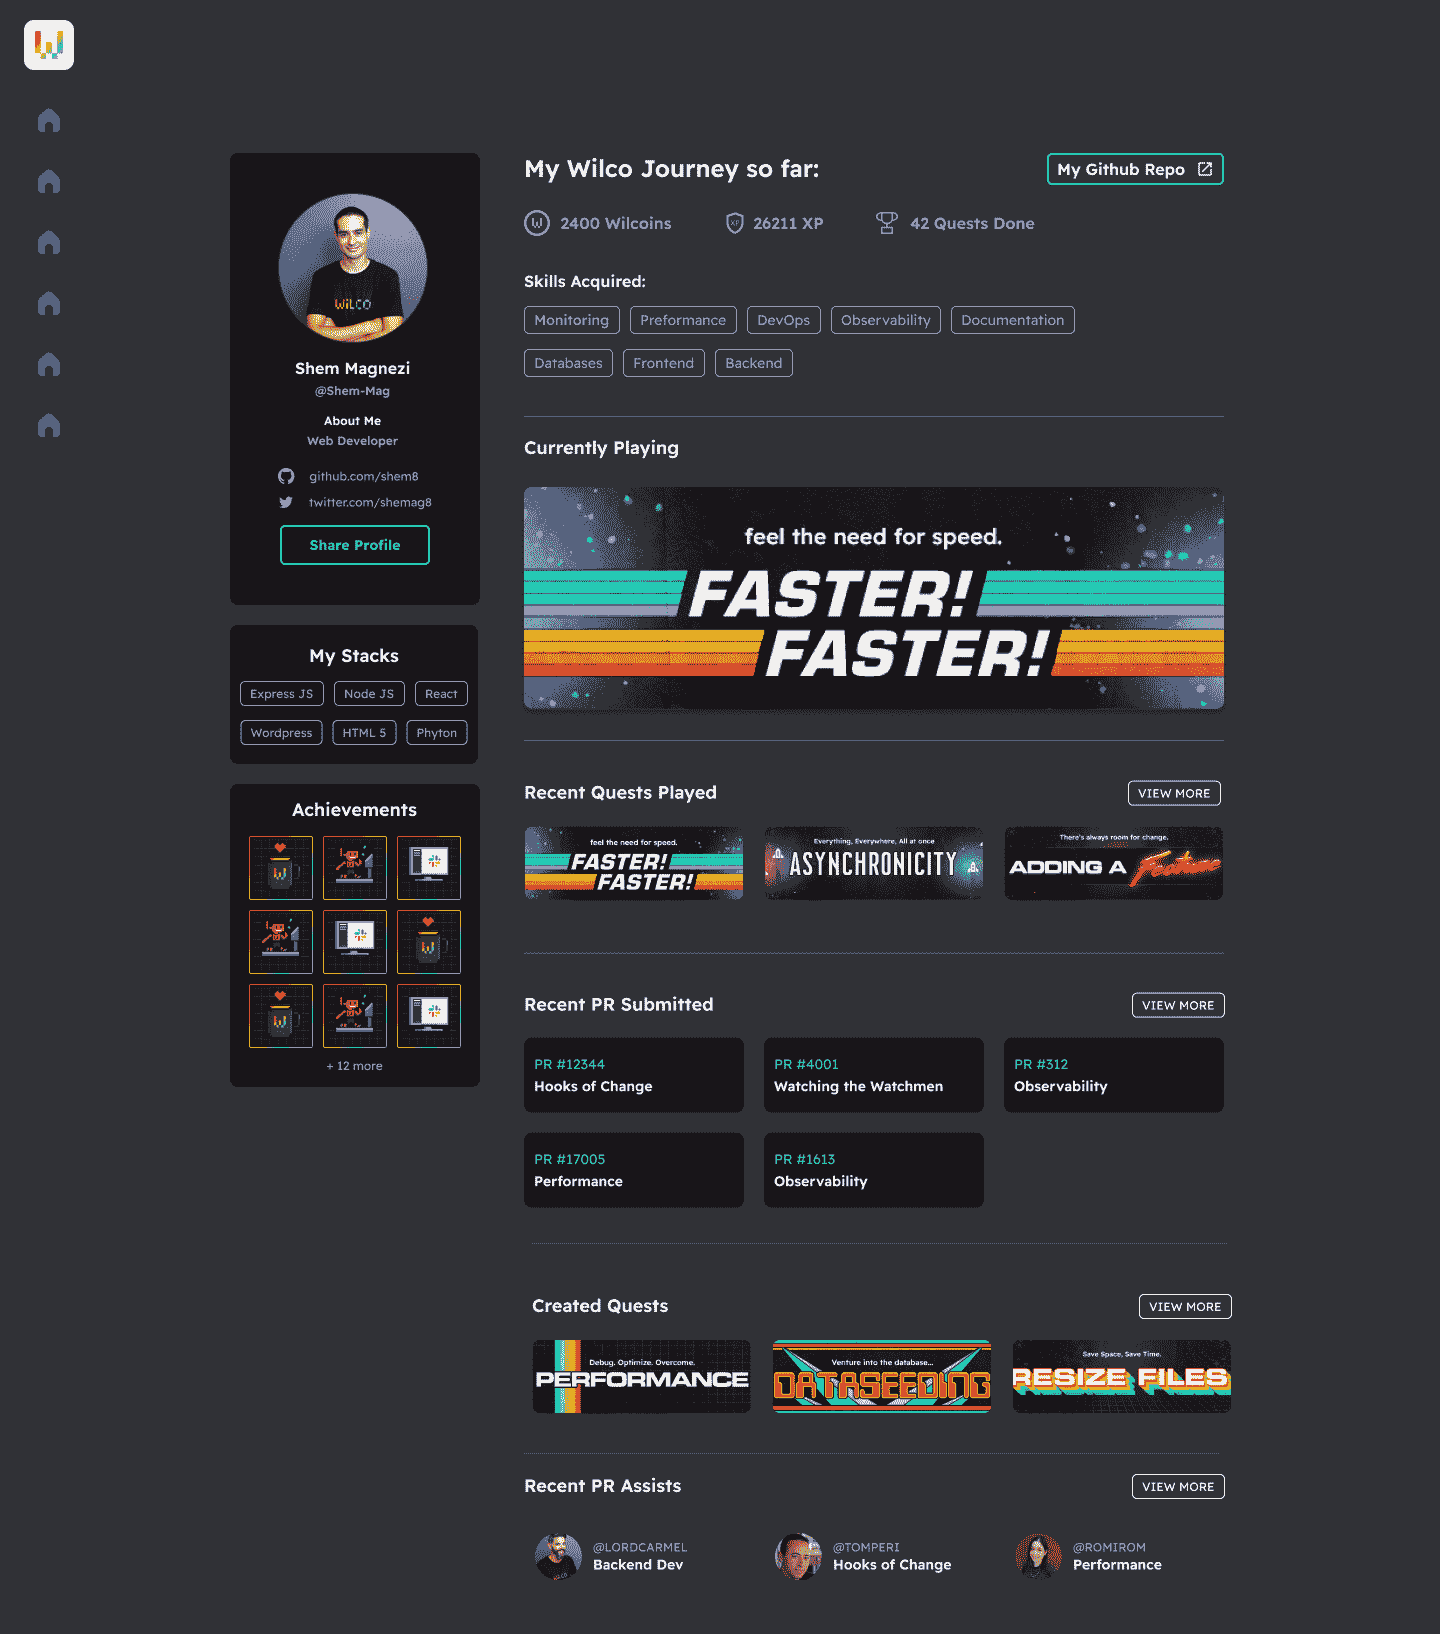 W
My Wilco Journey so far:
My Github Repo
2400 Wilcoins
26211 XP
42 Quests Done
Skills Acquired:
Monitoring
Preformance
DevOps
Observability
Documentation
Databases
Frontend
Backend
WiLCO
Shem Magnezi
@Shem-Mag
About Me
Web Developer
github.com/shem8
twitter.com/shemag8
Share Profile
My Stacks
Express JS
Node JS
React
Wordpress
HTML 5
Phyton
Achievements
+ 12 more
Currently Playing
feel the need for speed.
FASTER!
FASTER!
Recent Quests Played
VIEW MORE
feel the need for speed.
FASTER!
FASTER!
Everything, Everywhere, All at once
ASYNCHRONICITY
There's always room for change.
ADDING A Feature
Recent PR Submitted
VIEW MORE
PR #12344
Hooks of Change
PR #4001
Watching the Watchmen
PR #312
Observability
PR #17005
Performance
PR #1613
Observability
Created Quests
VIEW MORE
Debug. Optimize. Overcome.
PERFORMANCE
Venture into the database...
DATASEEDING
Save Space, Save Time.
RESIZE FILES
Recent PR Assists
VIEW MORE
@LORDCARMEL
Backend Dev
@TOMPERI
Hooks of Change
@ROMIROM
Performance